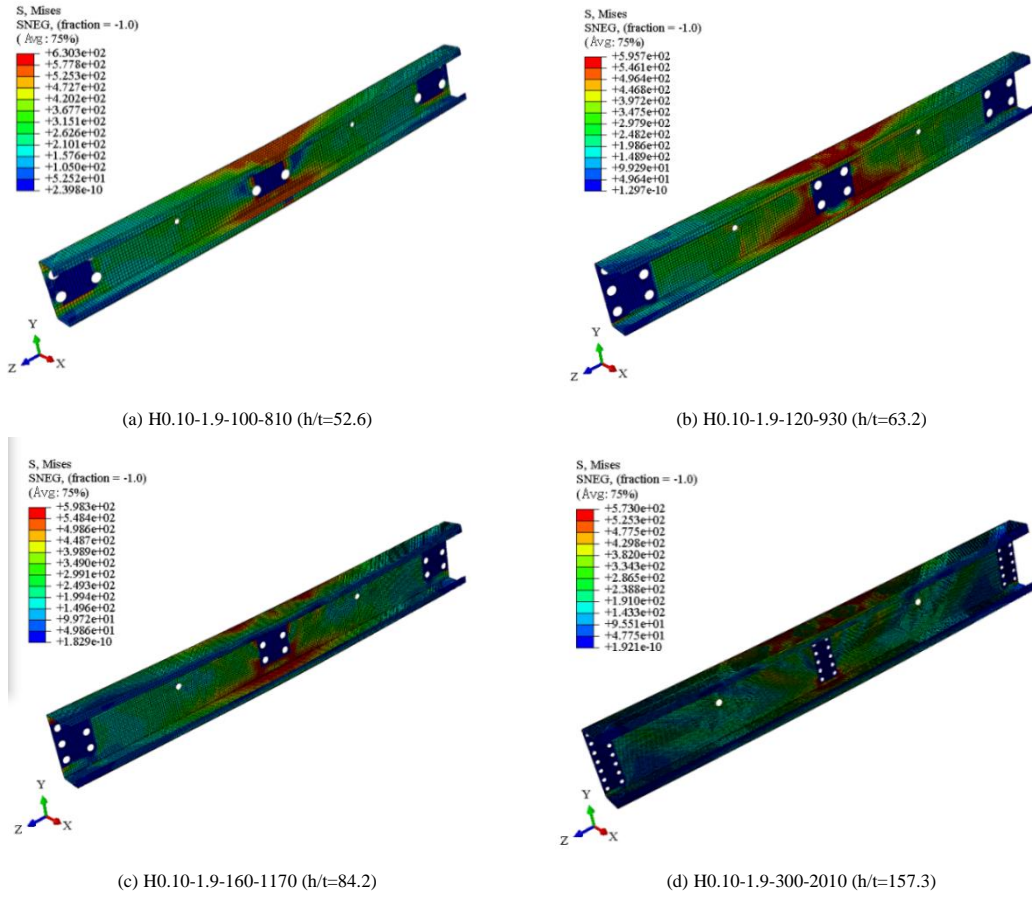 S, Mises
SNEG, (fraction = -1.0)
(Avg: 75%)
+6.303e+02
+5.778e+02
+5.253e+02
+4.727e+02
+4.202e+02
+3.677e+02
+3.151e+02
+2.626e+02
+2.101e+02
+1.576e+02
+1.050e+02
+5.252e+01
+2.398e-10
Y
Z
X
(a) H0.10-1.9-100-810 (h/t=52.6)
S, Mises
SNEG, (fraction = -1.0)
(Avg: 75%)
+5.957e+02
+5.461e+02
+4.964e+02
+4.468e+02
+3.972e+02
+3.475e+02
+2.979e+02
+2.482e+02
+1.986e+02
+1.489e+02
+9.929e+01
+4.964e+01
+1.297e-10
Y
Z
X
(b) H0.10-1.9-120-930 (h/t=63.2)
S, Mises
SNEG, (fraction = -1.0)
(Avg: 75%)
+5.983e+02
+5.484e+02
+4.986e+02
+4.487e+02
+3.989e+02
+3.490e+02
+2.991e+02
+2.493e+02
+1.994e+02
+1.496e+02
+9.972e+01
+4.986e+01
+1.829e-10
Y
Z
X
(c) H0.10-1.9-160-1170 (h/t=84.2)
S, Mises
SNEG, (fraction = -1.0)
(Avg: 75%)
+5.730e+02
+5.253e+02
+4.775e+02
+4.298e+02
+3.820e+02
+3.343e+02
+2.865e+02
+2.388e+02
+1.910e+02
+1.433e+02
+9.551e+01
+4.775e+01
+1.921e-10
Y
Z
X
(d) H0.10-1.9-300-2010 (h/t=157.3)